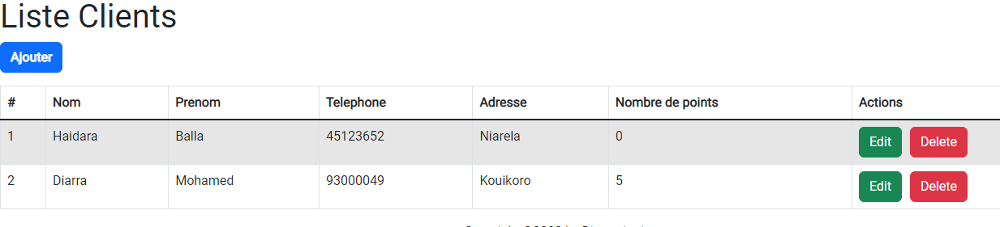 Liste Clients
Ajouter
# Nom Prenom Telephone Adresse Nombre de points Actions
1 Haidara Balla 45123652 Niarela 0 Edit Delete
2 Diarra Mohamed 93000049 Kouikoro 5 Edit Delete